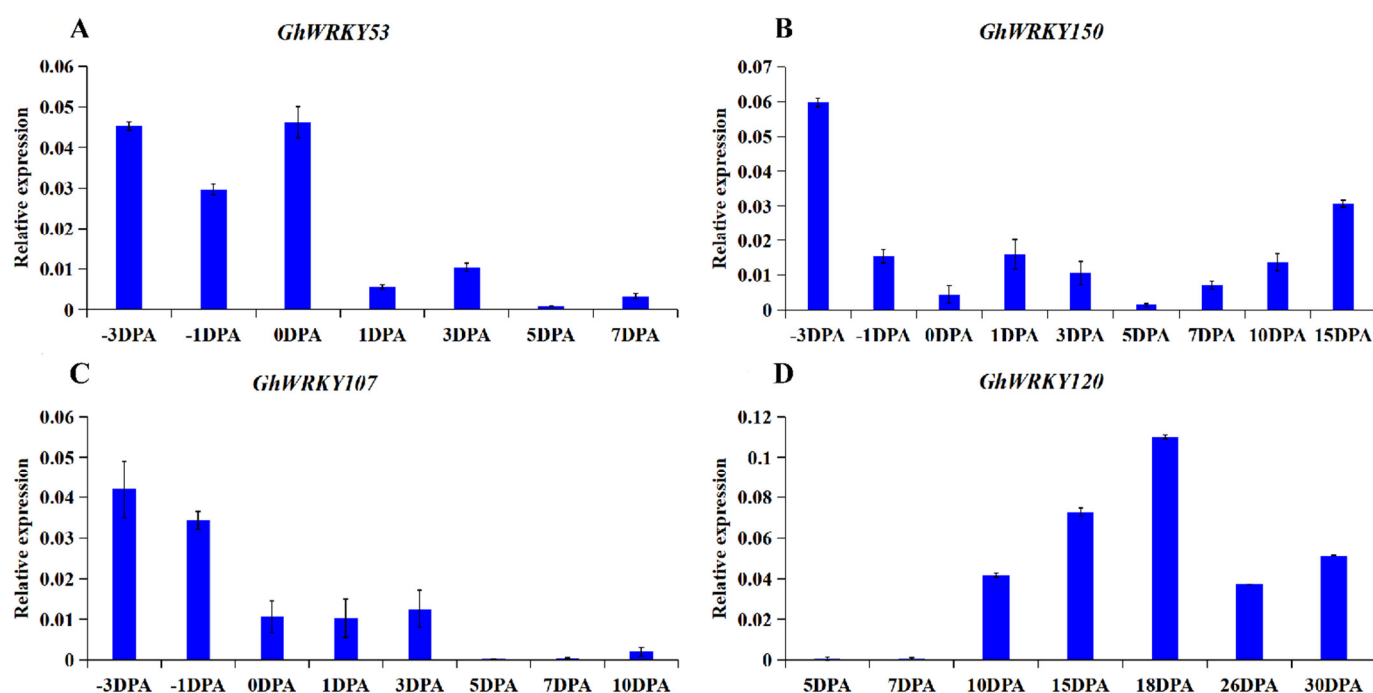 A GhWRKY53
0.06
0.05
0.04
0.03
0.02
0.01
0
Relative expression
-3DPA -1DPA 0DPA 1DPA 3DPA 5DPA 7DPA
B GhWRKY150
0.07
0.06
0.05
0.04
0.03
0.02
0.01
0
Relative expression
-3DPA -1DPA 0DPA 1DPA 3DPA 5DPA 7DPA 10DPA 15DPA
C GhWRKY107
0.06
0.05
0.04
0.03
0.02
0.01
0
Relative expression
-3DPA -1DPA 0DPA 1DPA 3DPA 5DPA 7DPA 10DPA
D GhWRKY120
0.12
0.1
0.08
0.06
0.04
0.02
0
Relative expression
5DPA 7DPA 10DPA 15DPA 18DPA 26DPA 30DPA